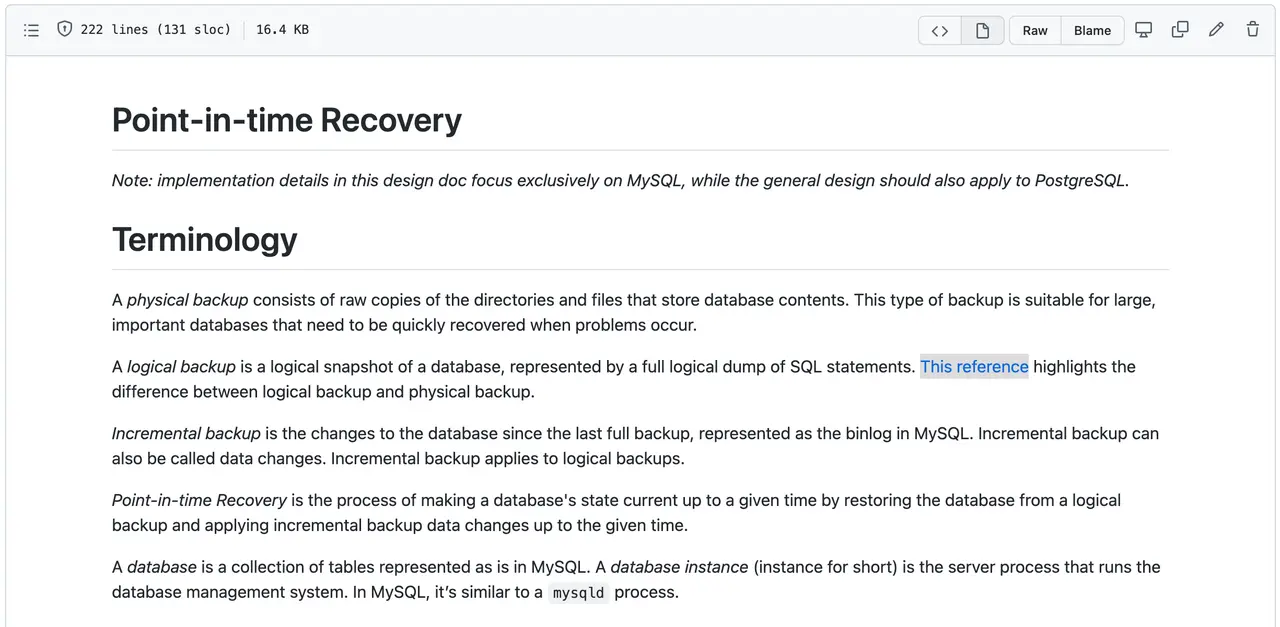 222 lines (131 sloc) 16.4 KB Raw Blame
Point-in-time Recovery
Note: implementation details in this design doc focus exclusively on MySQL, while the general design should also apply to PostgreSQL.
Terminology
A physical backup consists of raw copies of the directories and files that store database contents. This type of backup is suitable for large,
important databases that need to be quickly recovered when problems occur.
A logical backup is a logical snapshot of a database, represented by a full logical dump of SQL statements. This reference highlights the
difference between logical backup and physical backup.
Incremental backup is the changes to the database since the last full backup, represented as the binlog in MySQL. Incremental backup can
also be called data changes. Incremental backup applies to logical backups.
Point-in-time Recovery is the process of making a database's state current up to a given time by restoring the database from a logical
backup and applying incremental backup data changes up to the given time.
A database is a collection of tables represented as is in MySQL. A database instance (instance for short) is the server process that runs the
database management system. In MySQL, it’s similar to a mysqld process.